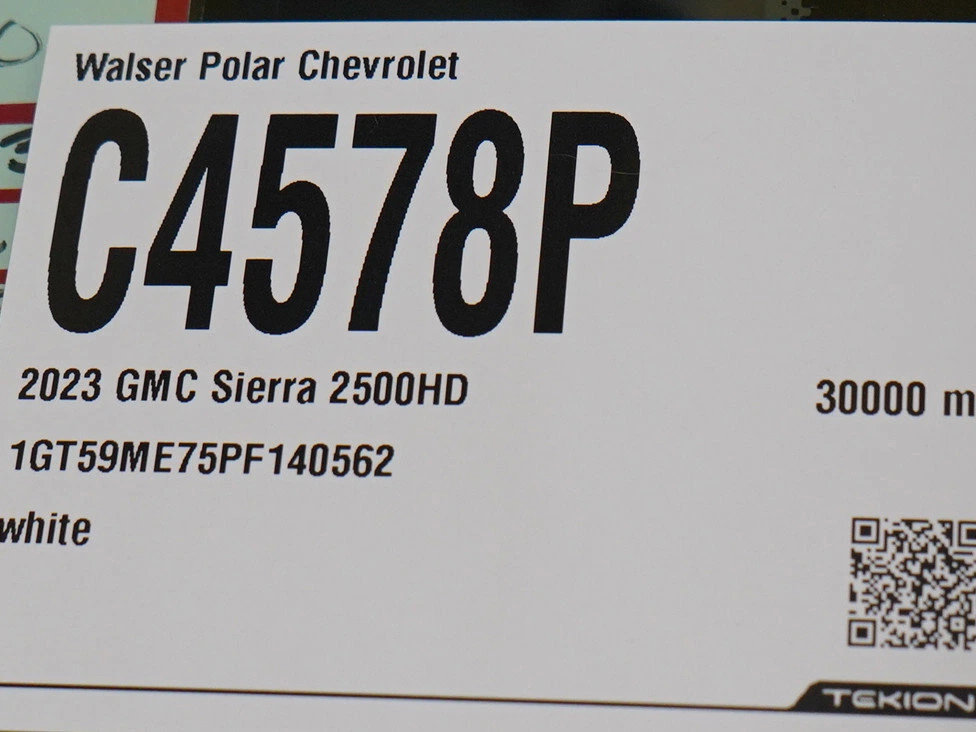 Walser Polar Chevrolet
C4578P
2023 GMC Sierra 2500HD
30000 m
1GT59ME75PF140562
white
TEKION